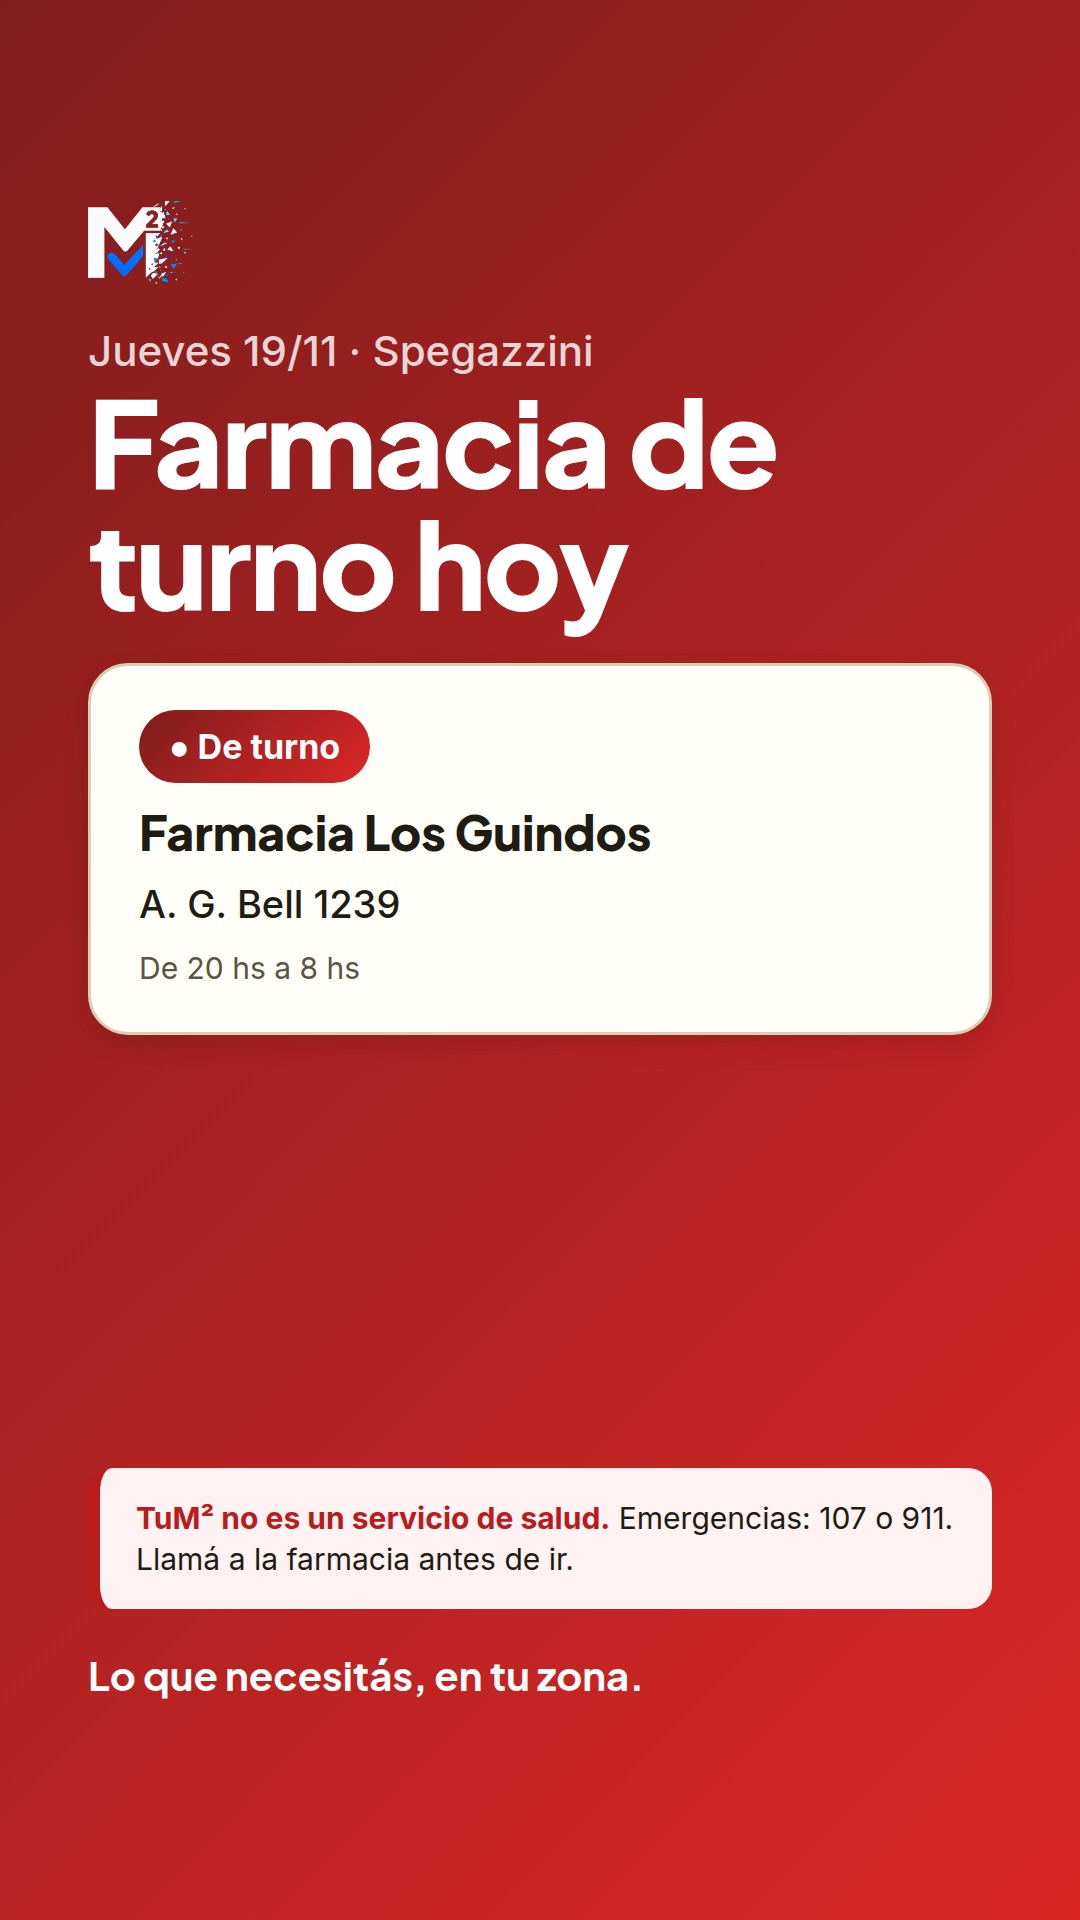 M2
Jueves 19/11 · Spegazzini
Farmacia de
turno hoy
● De turno
Farmacia Los Guindos
A. G. Bell 1239
De 20 hs a 8 hs
TuM² no es un servicio de salud. Emergencias: 107 o 911.
Llamá a la farmacia antes de ir.
Lo que necesitás, en tu zona.